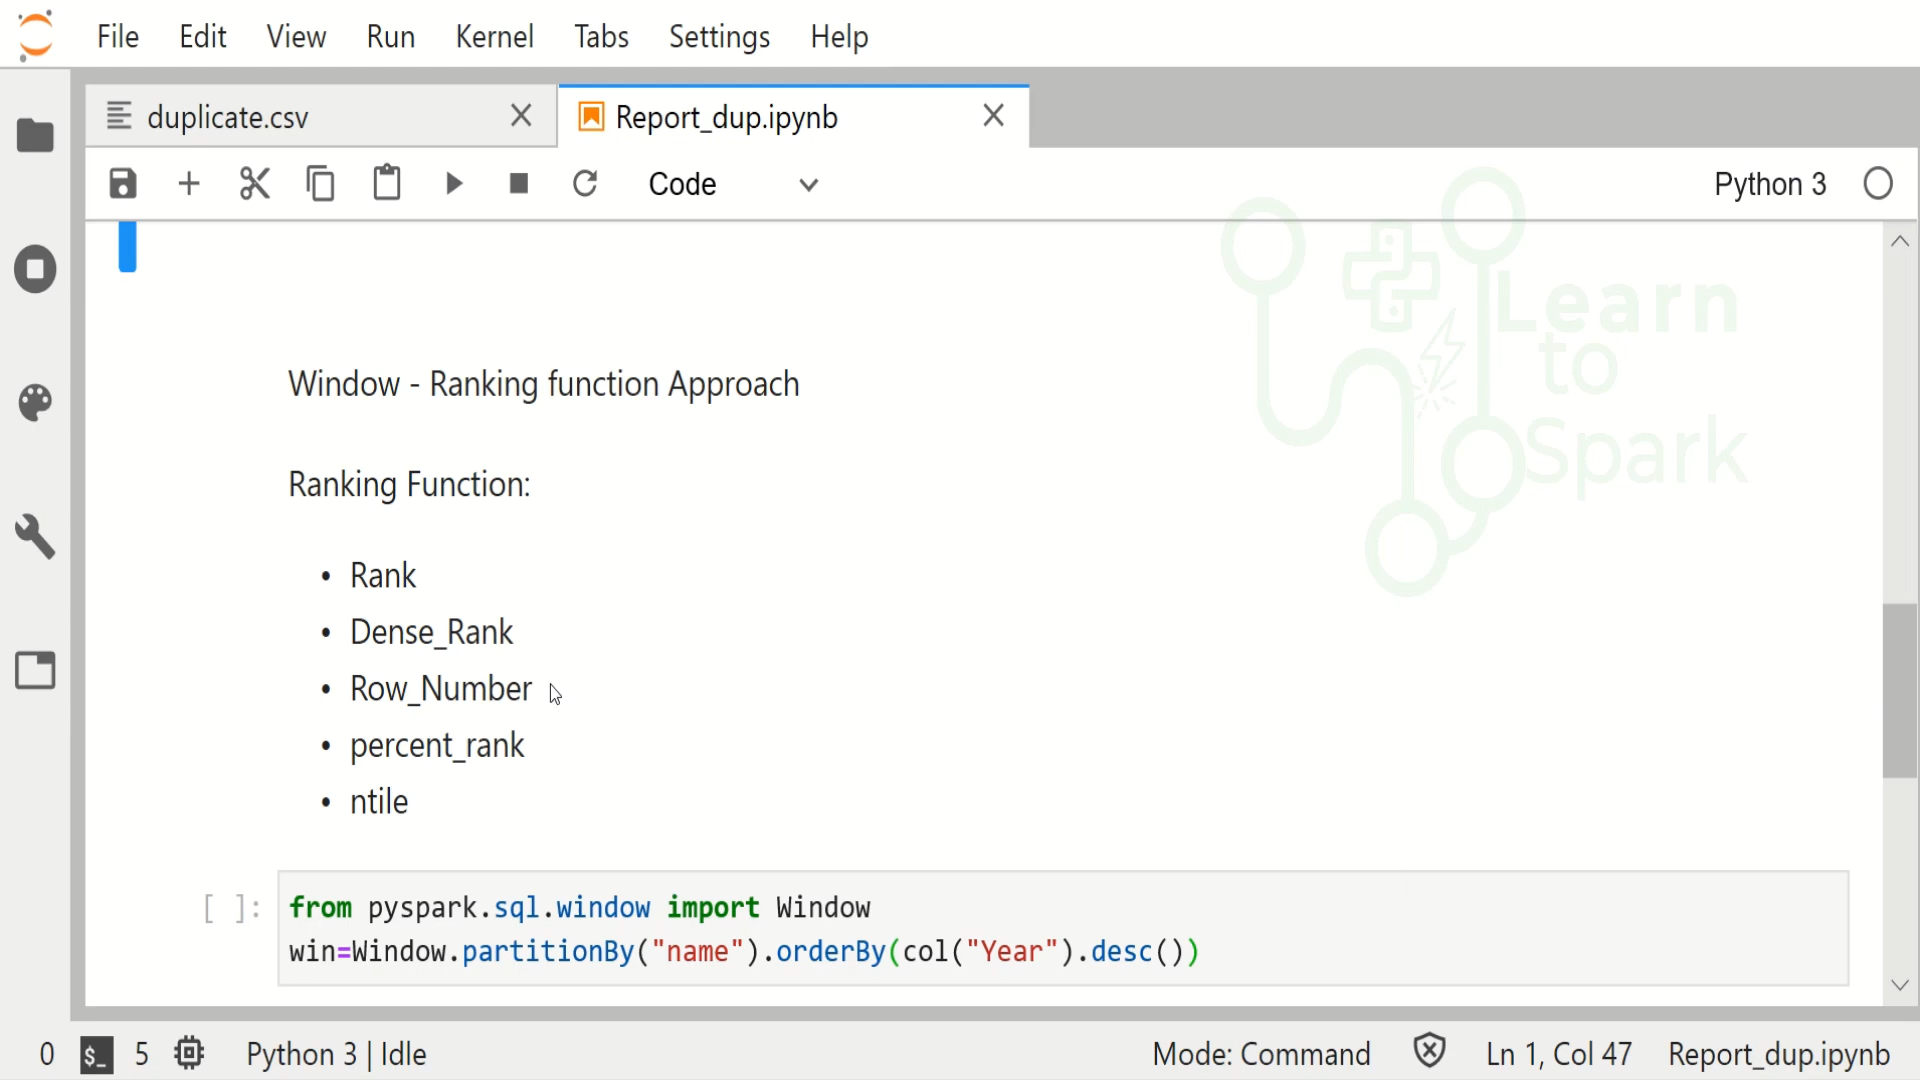 File Edit View Run Kernel Tabs Settings Help
duplicate.csv Report_dup.ipynb
Code Python 3
Learn
to
Spark
Window - Ranking function Approach
Ranking Function:
• Rank
• Dense_Rank
• Row_Number
• percent_rank
• ntile
[ ]: from pyspark.sql.window import Window
win=Window.partitionBy("name").orderBy(col("Year").desc())
0 $_ 5 Python 3 | Idle Mode: Command Ln 1, Col 47 Report_dup.ipynb